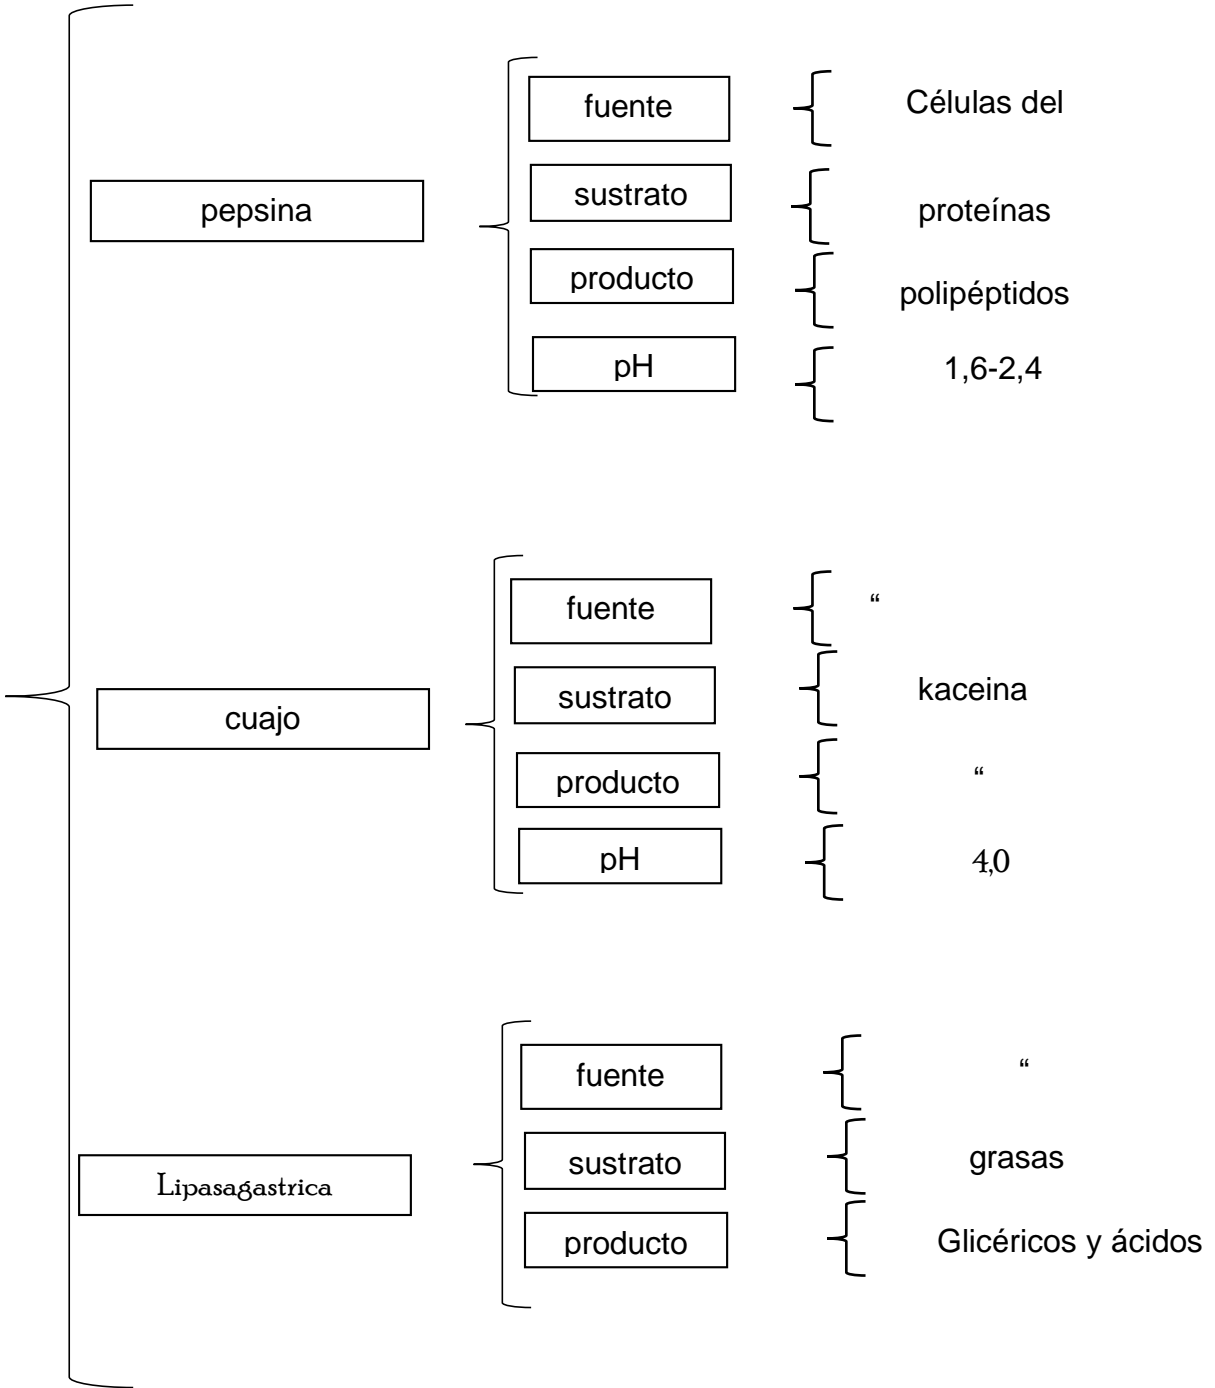 fuente
Células del
sustrato
pepsina
proteínas
producto
polipéptidos
pH
1,6-2,4
fuente
“
sustrato
kaceina
cuajo
producto
“
pH
4,0
fuente
“
sustrato
grasas
Lipasagastrica
producto
Glicéricos y ácidos